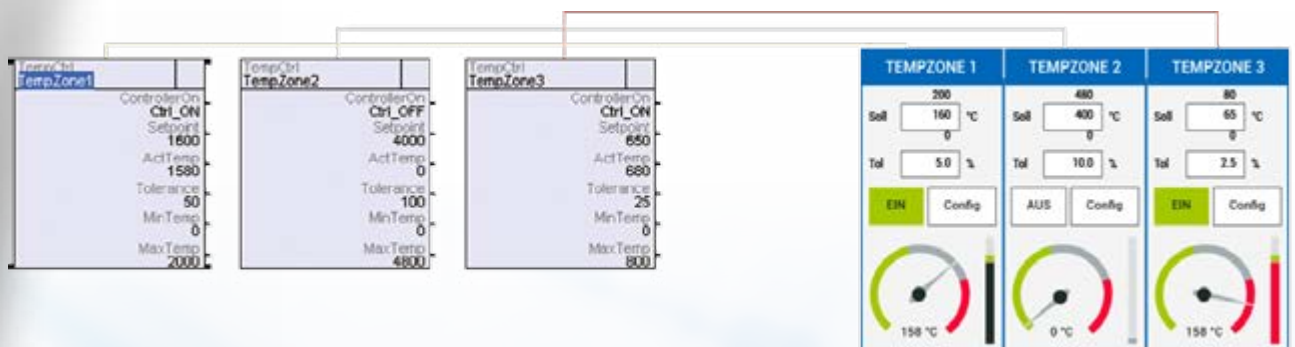 TempCtrl
TempZone1
ControllerOn
Ctrl_ON
Setpoint
1600
ActTemp
1580
Tolerance
50
MinTemp
0
MaxTemp
2000
TempCtrl
TempZone2
ControllerOn
Ctrl_OFF
Setpoint
4000
ActTemp
0
Tolerance
100
MinTemp
0
MaxTemp
4800
TempCtrl
TempZone3
ControllerOn
Ctrl_ON
Setpoint
650
ActTemp
680
Tolerance
25
MinTemp
0
MaxTemp
800
TEMPZONE 1
200
Soll 160 °C
0
Tol 5.0 %
EIN Config
158 °C
TEMPZONE 2
480
Soll 400 °C
0
Tol 10.0 %
AUS Config
0 °C
TEMPZONE 3
80
Soll 65 °C
0
Tol 2.5 %
EIN Config
158 °C